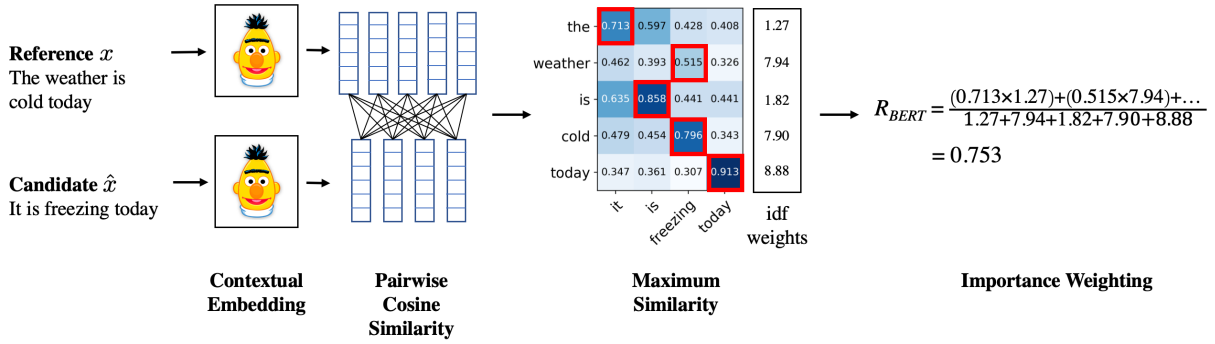 Reference x
The weather is
cold today
Candidate x̂
It is freezing today
Contextual
Embedding
Pairwise
Cosine
Similarity
the 0.713 0.597 0.428 0.408 1.27
weather 0.462 0.393 0.515 0.326 7.94
is 0.635 0.858 0.441 0.441 1.82
cold 0.479 0.454 0.796 0.343 7.90
today 0.347 0.361 0.307 0.913 8.88
it is freezing today
idf
weights
Maximum
Similarity
R_BERT = (0.713×1.27)+(0.515×7.94)+...
1.27+7.94+1.82+7.90+8.88
= 0.753
Importance Weighting